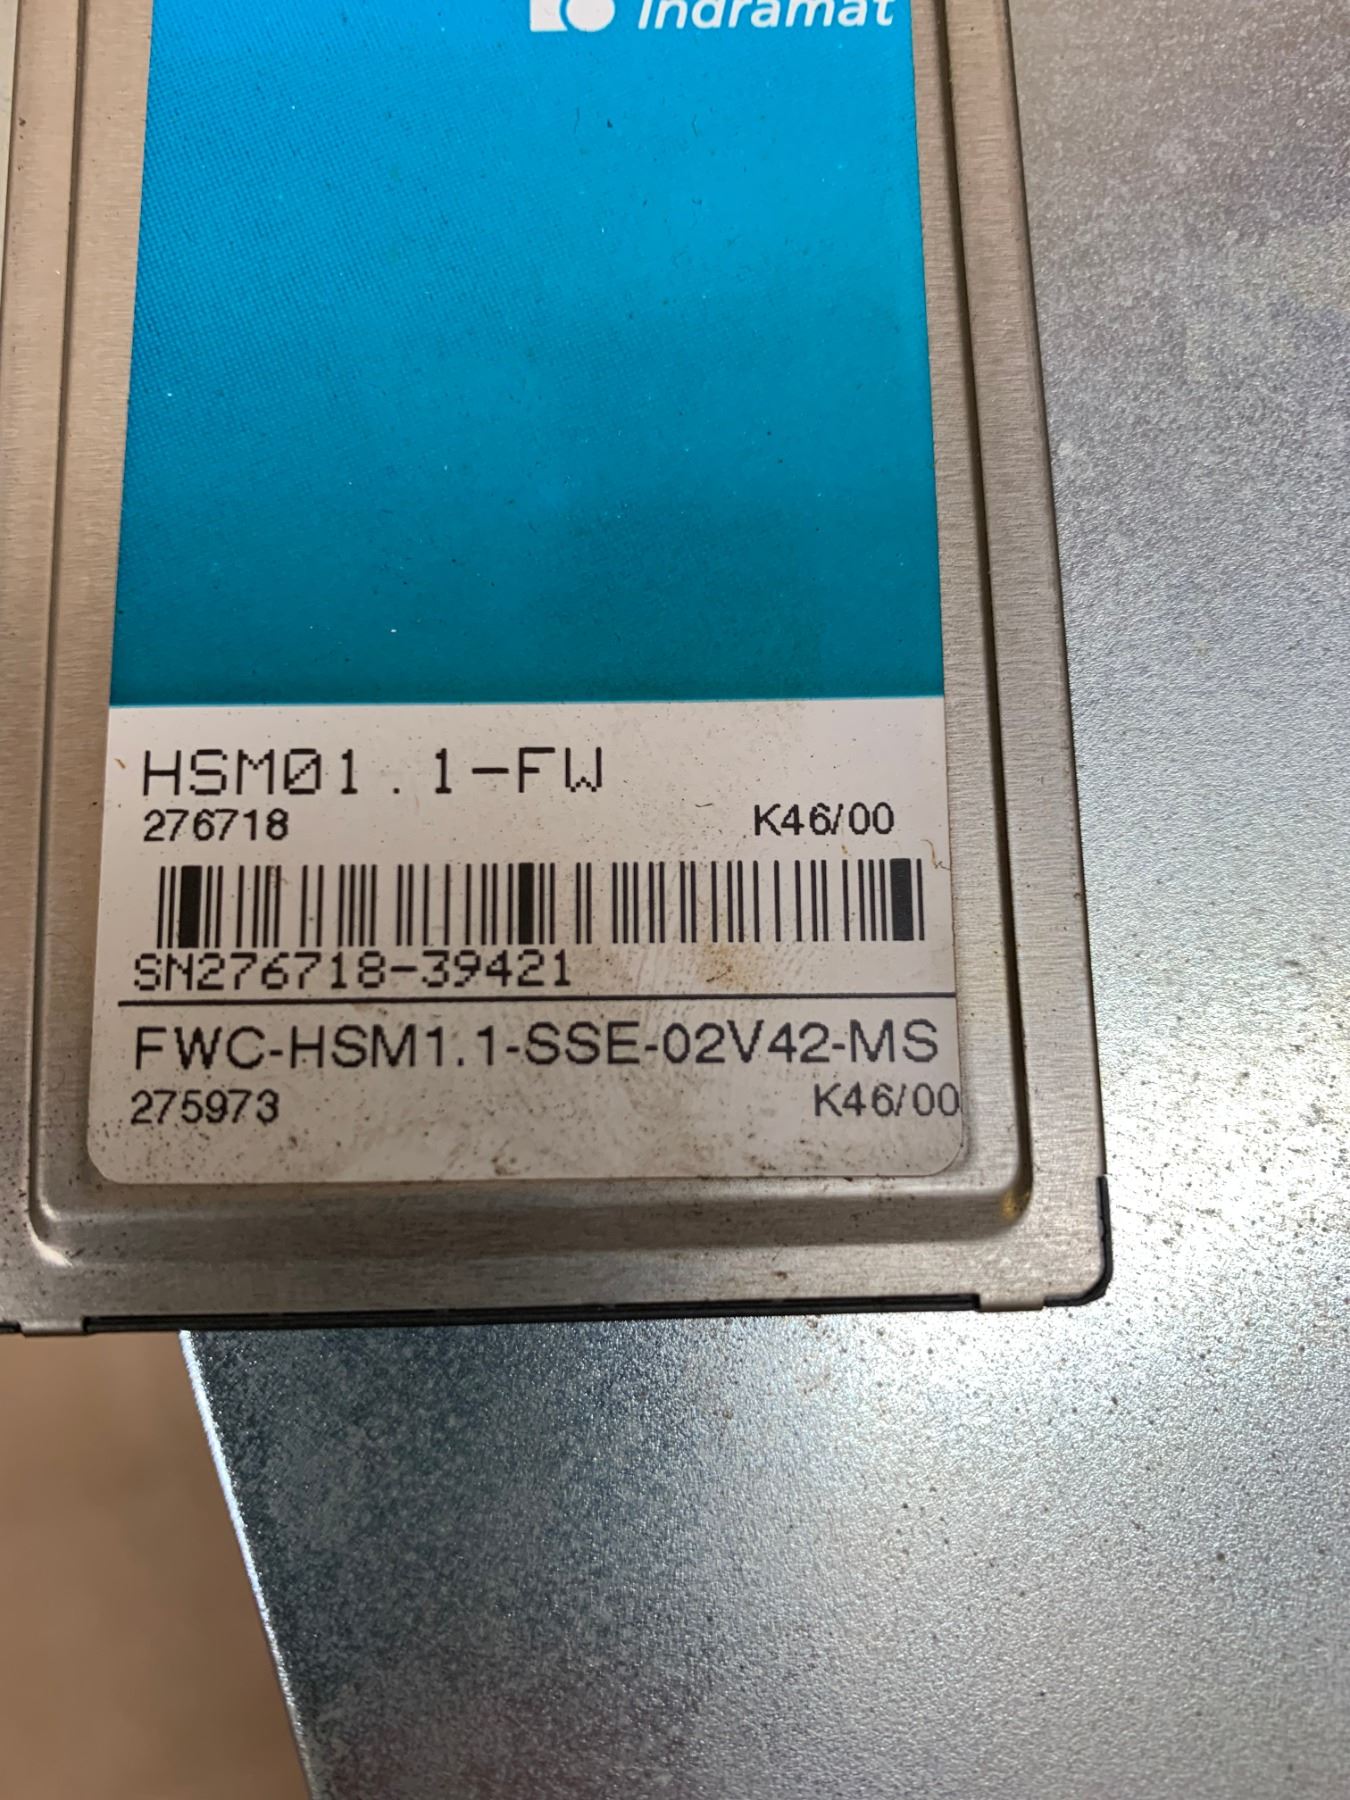 Indramat
HSM01.1-FW
276718 K46/00
SN276718-39421
FWC-HSM1.1-SSE-02V42-MS
275973 K46/00